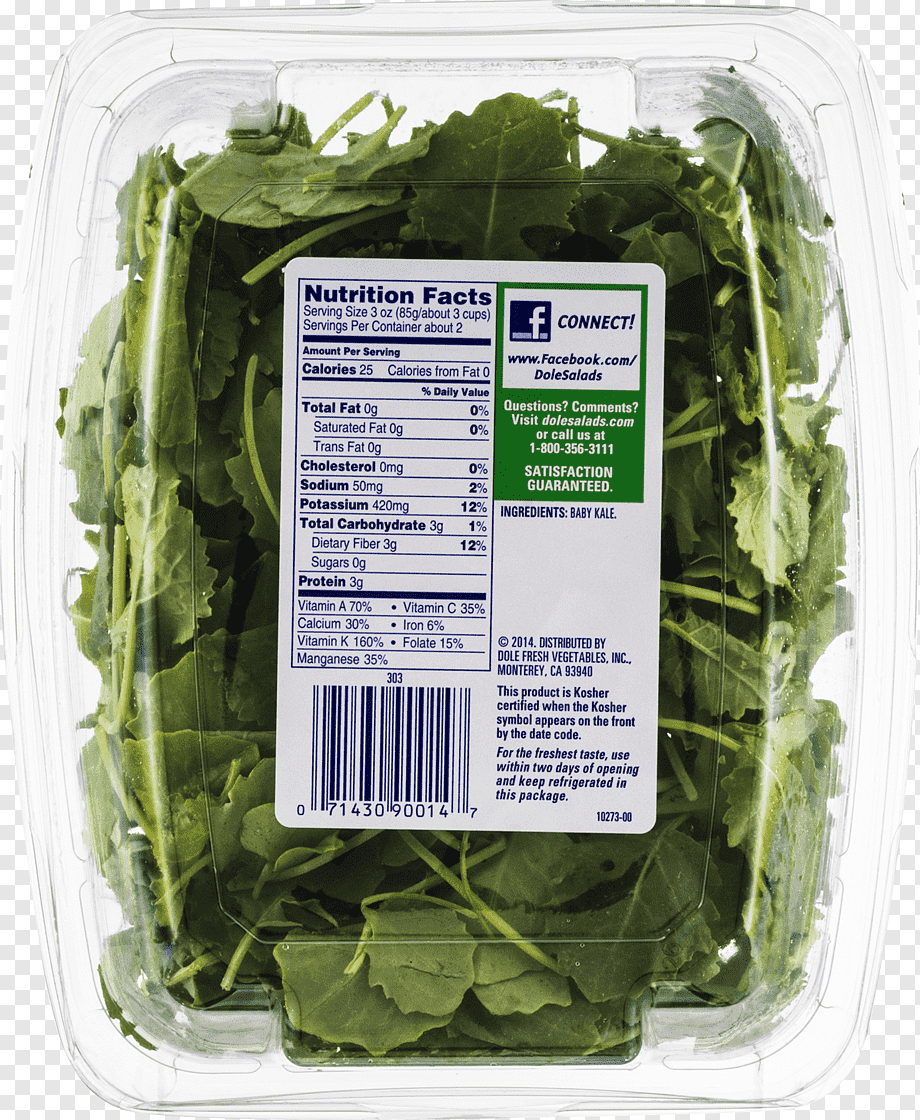 Nutrition Facts
Serving Size 3 oz (85g/about 3 cups)
Servings Per Container about 2
Amount Per Serving
Calories 25 Calories from Fat 0
% Daily Value
Total Fat 0g 0%
Saturated Fat 0g 0%
Trans Fat 0g
Cholesterol 0mg 0%
Sodium 50mg 2%
Potassium 420mg 12%
Total Carbohydrate 3g 1%
Dietary Fiber 3g 12%
Sugars 0g
Protein 3g
Vitamin A 70% • Vitamin C 35%
Calcium 30% • Iron 6%
Vitamin K 160% • Folate 15%
Manganese 35%
303
0 71430 90014 7
f CONNECT!
www.Facebook.com/
DoleSalads
Questions? Comments?
Visit dolesalads.com
or call us at
1-800-356-3111
SATISFACTION
GUARANTEED.
INGREDIENTS: BABY KALE.
© 2014. DISTRIBUTED BY
DOLE FRESH VEGETABLES, INC.,
MONTEREY, CA 93940
This product is Kosher
certified when the Kosher
symbol appears on the front
by the date code.
For the freshest taste, use
within two days of opening
and keep refrigerated in
this package.
10273-00